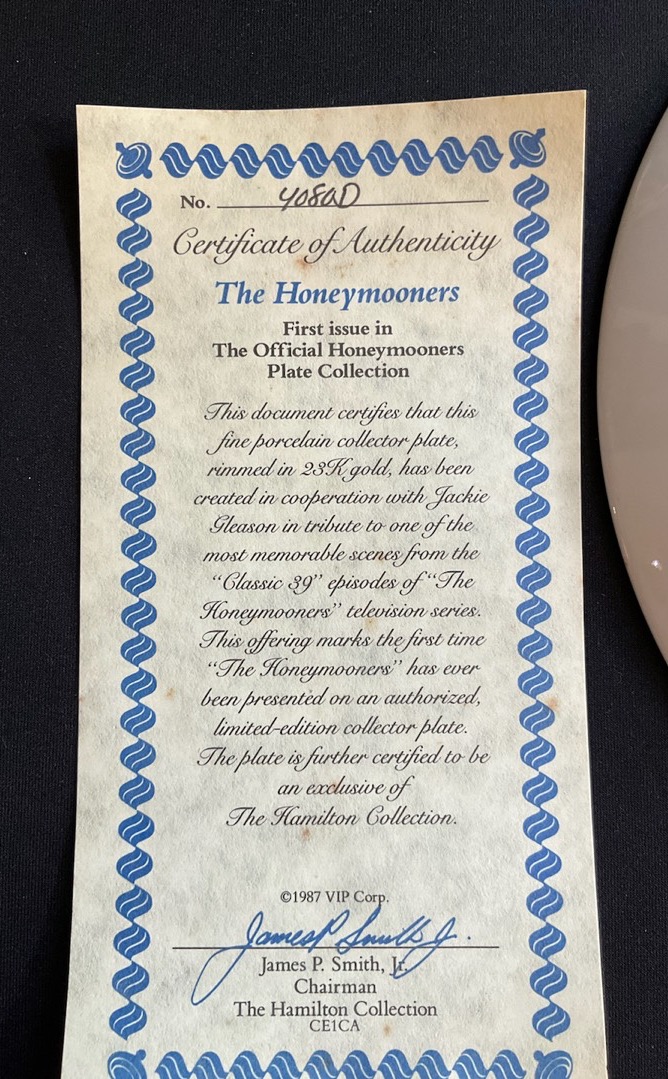 No. 4080D
Certificate of Authenticity
The Honeymooners
First issue in
The Official Honeymooners
Plate Collection
This document certifies that this
fine porcelain collector plate,
rimmed in 23K gold, has been
created in cooperation with Jackie
Gleason in tribute to one of the
most memorable scenes from the
“Classic 39” episodes of “The
Honeymooners” television series.
This offering marks the first time
“The Honeymooners” has ever
been presented on an authorized,
limited-edition collector plate.
The plate is further certified to be
an exclusive of
The Hamilton Collection.
©1987 VIP Corp.
James P Smith Jr.
James P. Smith, Jr.
Chairman
The Hamilton Collection
CE1CA